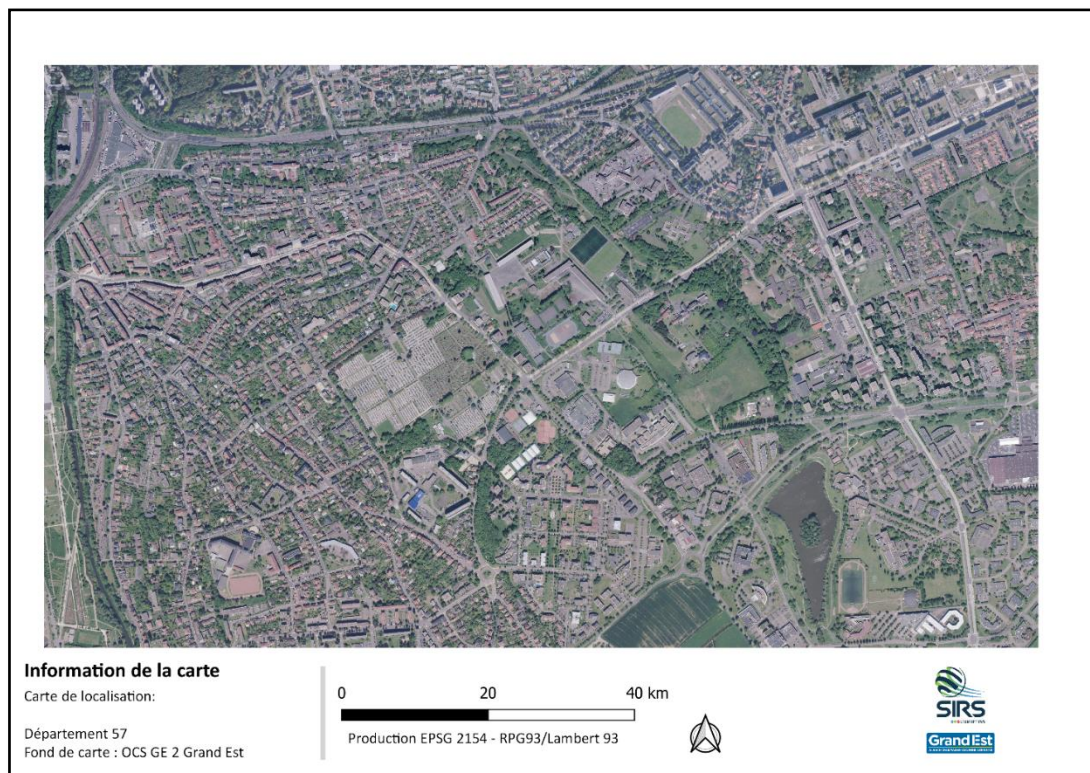 Information de la carte
Carte de localisation:
Département 57
Fond de carte : OCS GE 2 Grand Est
0 20 40 km
Production EPSG 2154 - RPG93/Lambert 93
SIRS
Grand Est